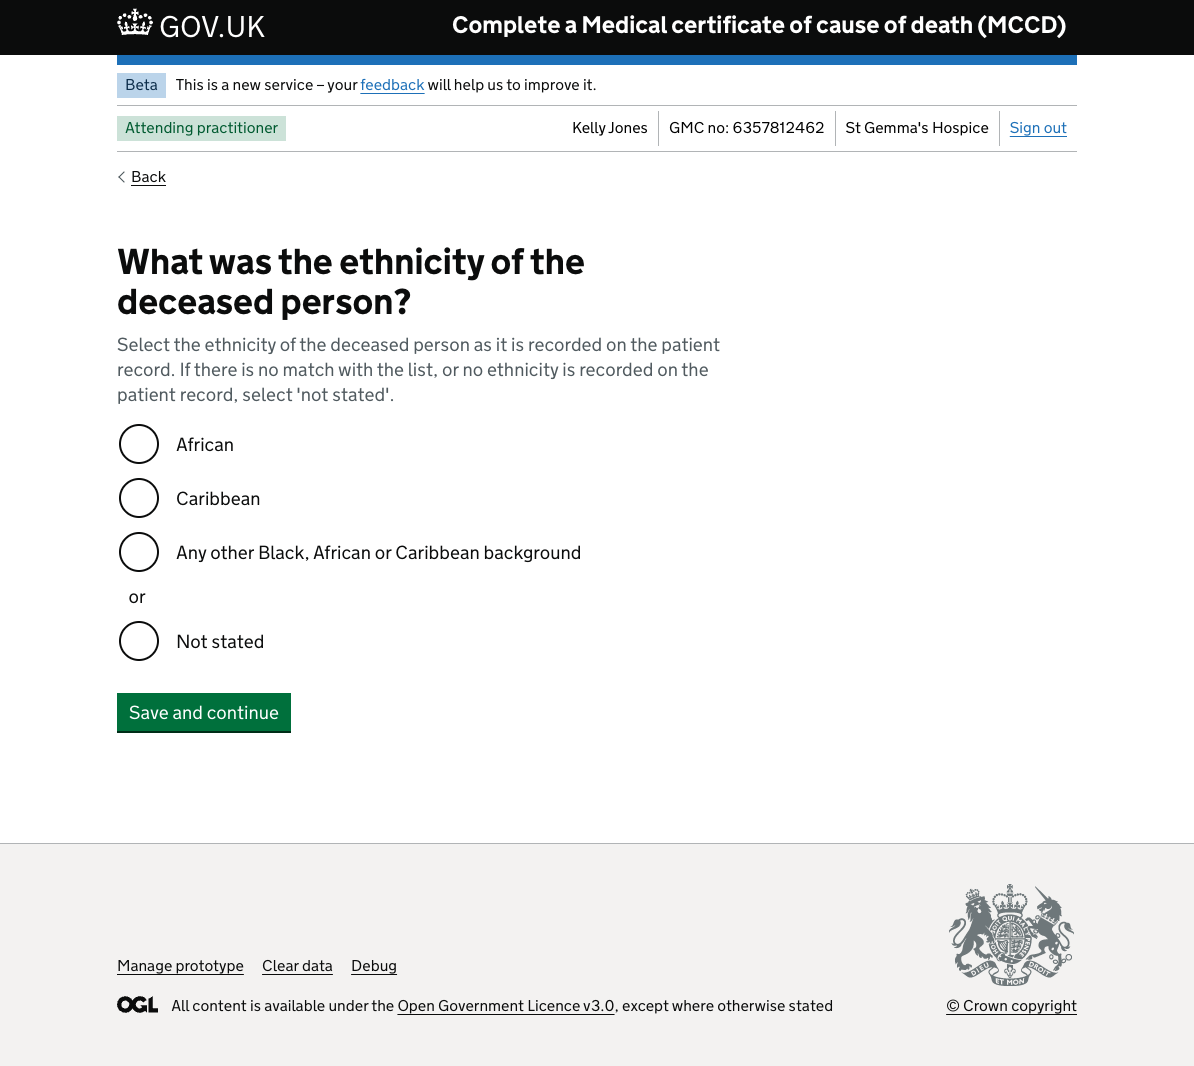 GOV.UK
Complete a Medical certificate of cause of death (MCCD)
Beta This is a new service – your feedback will help us to improve it.
Attending practitioner
Kelly Jones GMC no: 6357812462 St Gemma's Hospice Sign out
Back
What was the ethnicity of the
deceased person?
Select the ethnicity of the deceased person as it is recorded on the patient
record. If there is no match with the list, or no ethnicity is recorded on the
patient record, select 'not stated'.
African
Caribbean
Any other Black, African or Caribbean background
or
Not stated
Save and continue
Manage prototype Clear data Debug
OGL All content is available under the Open Government Licence v3.0, except where otherwise stated
DIEU ET MON DROIT
© Crown copyright